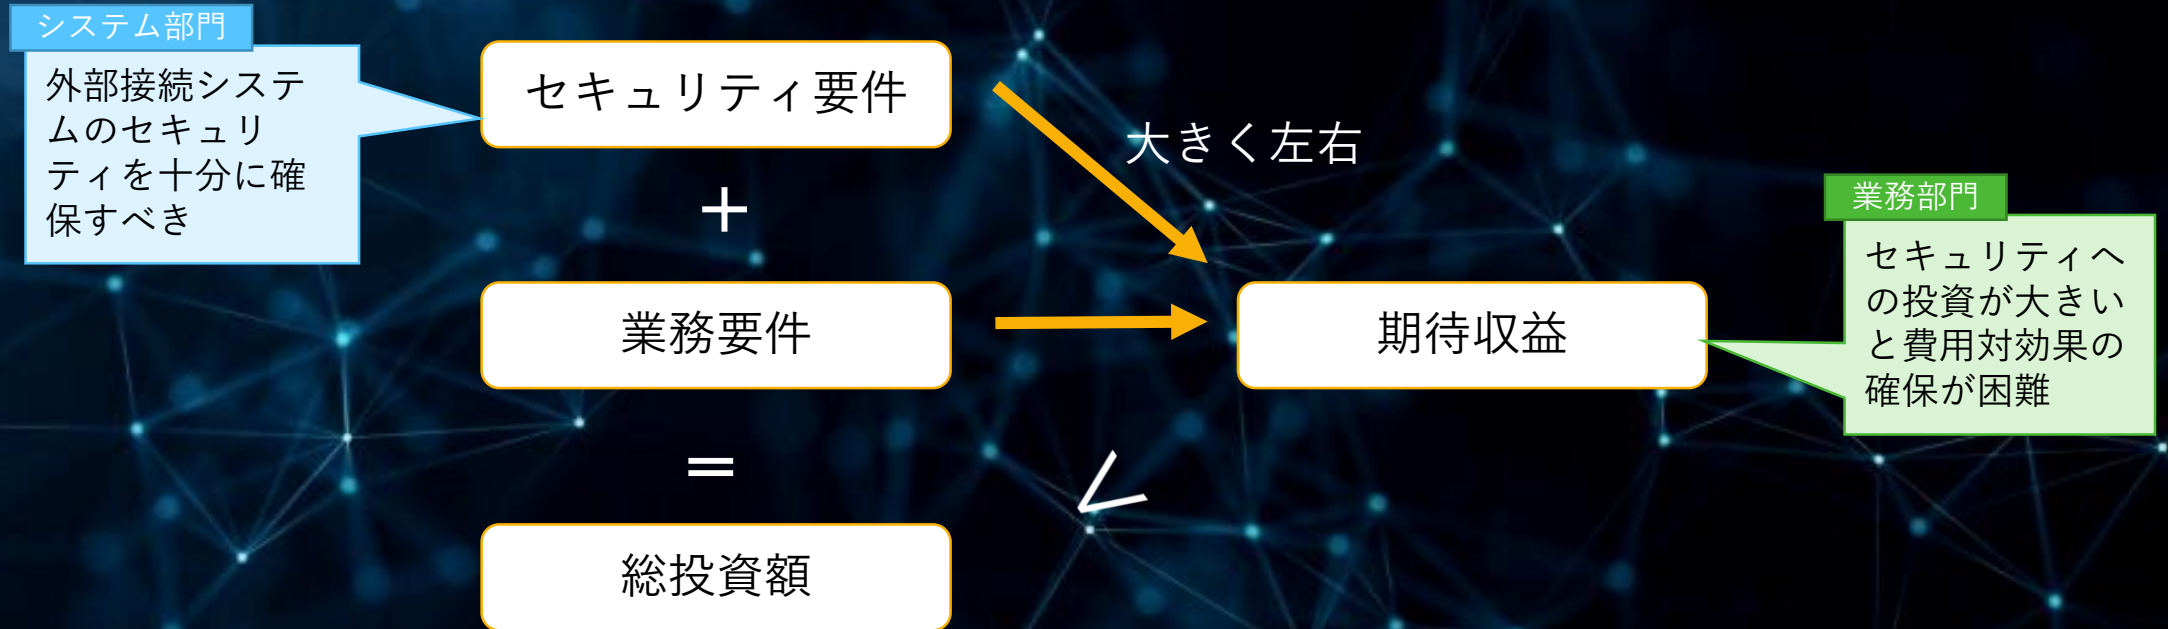 システム部門
外部接続システ
ムのセキュリ
ティを十分に確
保すべき
セキュリティ要件
+
業務要件
=
総投資額
大きく左右
<
期待収益
業務部門
セキュリティへ
の投資が大きい
と費用対効果の
確保が困難